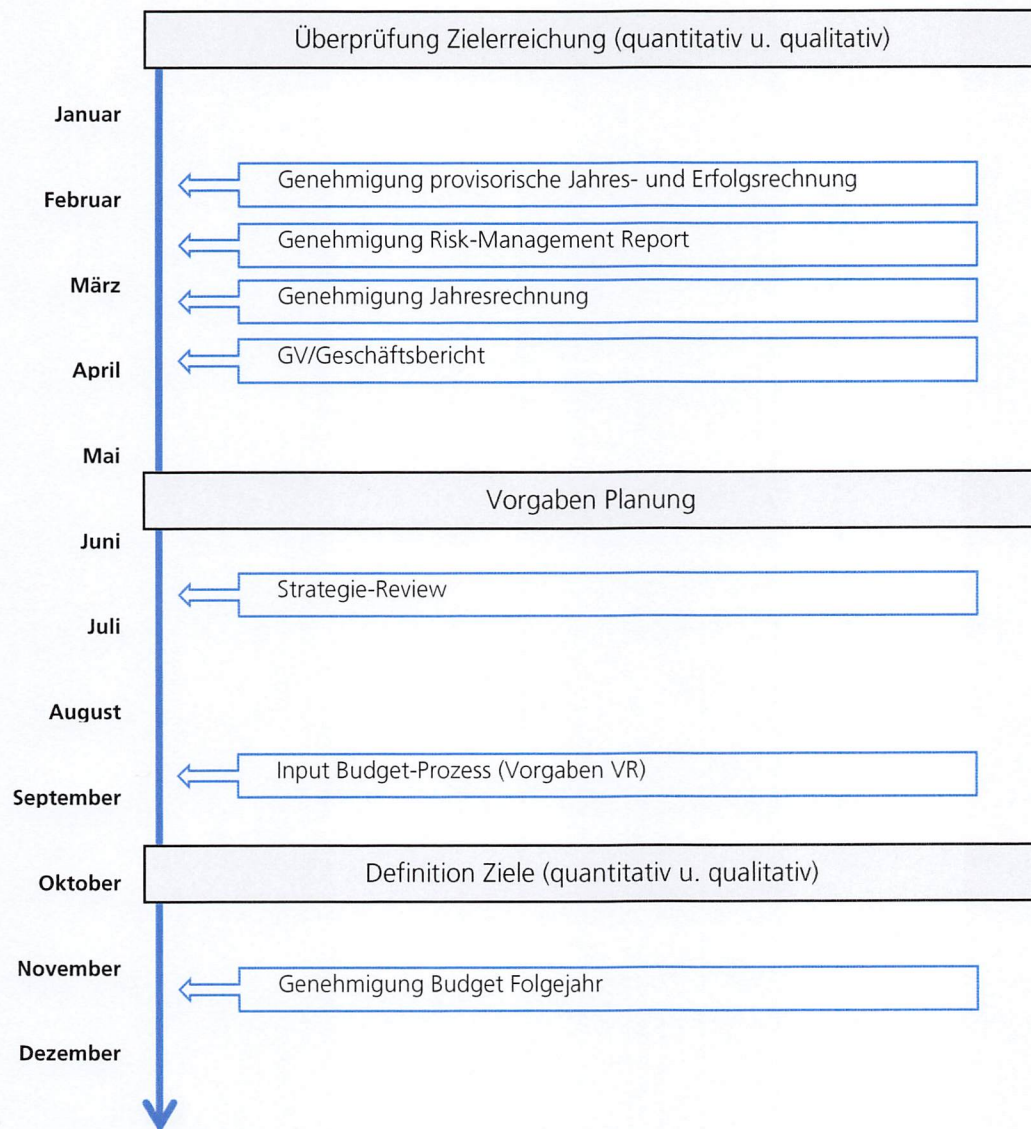 Überprüfung Zielerreichung (quantitativ u. qualitativ)
Januar
Genehmigung provisorische Jahres- und Erfolgsrechnung
Februar
Genehmigung Risk-Management Report
März
Genehmigung Jahresrechnung
GV/Geschäftsbericht
April
Mai
Vorgaben Planung
Juni
Strategie-Review
Juli
August
Input Budget-Prozess (Vorgaben VR)
September
Definition Ziele (quantitativ u. qualitativ)
Oktober
November
Genehmigung Budget Folgejahr
Dezember